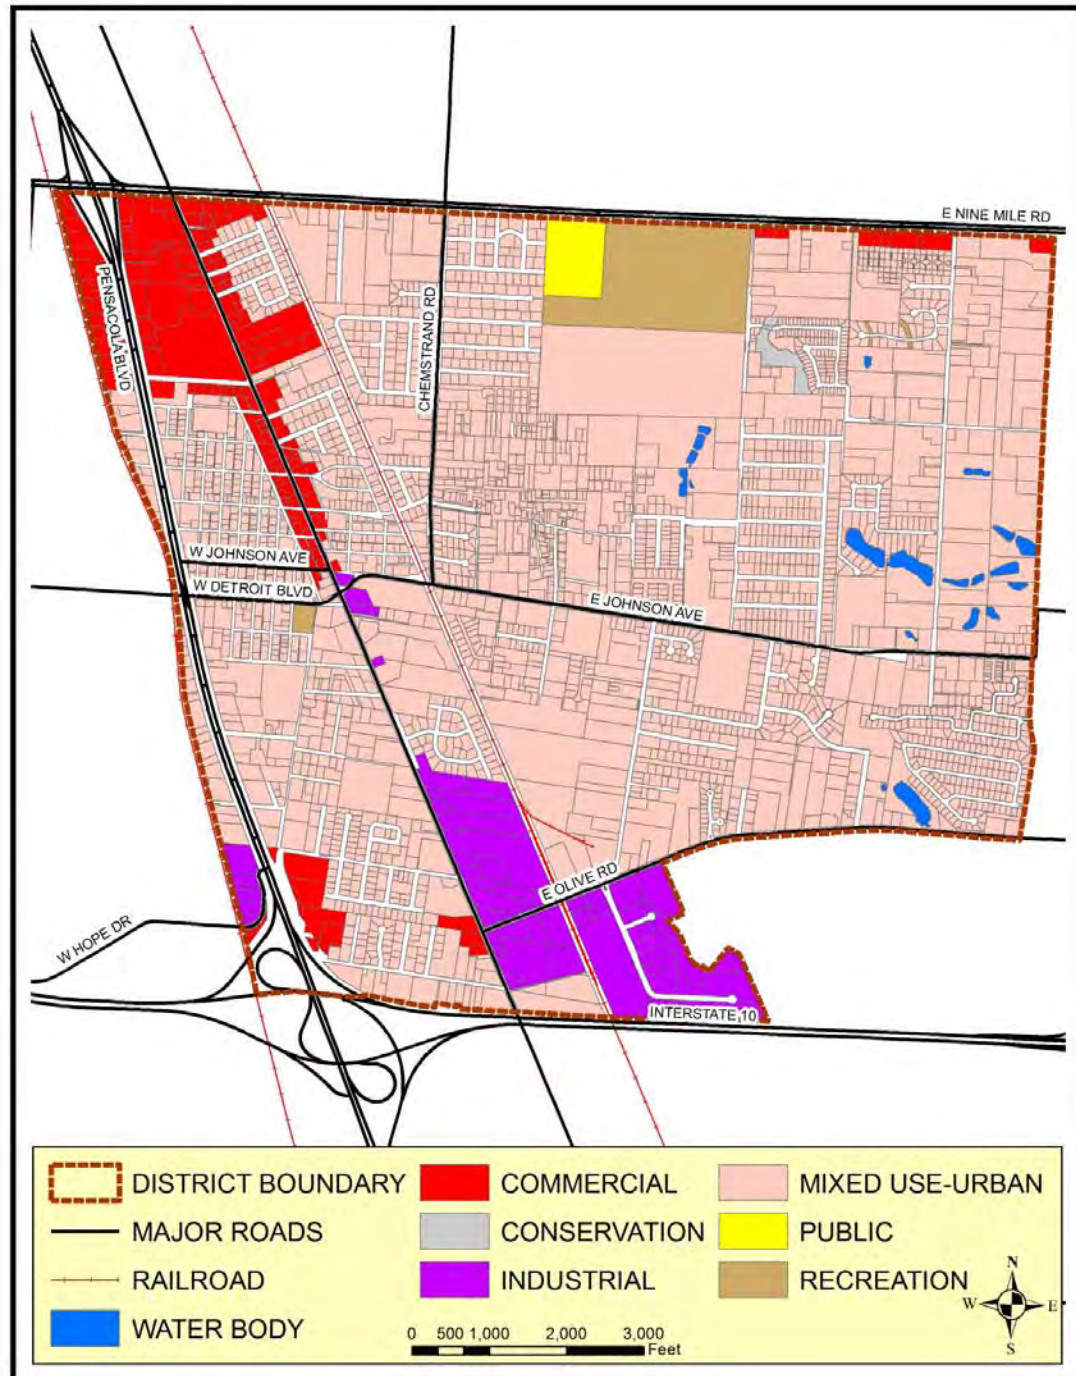 E NINE MILE RD
PENSACOLA BLVD
CHEMSTRAND RD
W JOHNSON AVE
W DETROIT BLVD
E JOHNSON AVE
E OLIVE RD
W HOPE DR
INTERSTATE 10
DISTRICT BOUNDARY
MAJOR ROADS
RAILROAD
WATER BODY
COMMERCIAL
CONSERVATION
INDUSTRIAL
MIXED USE-URBAN
PUBLIC
RECREATION
0 500 1,000 2,000 3,000
Feet
N
W E
S